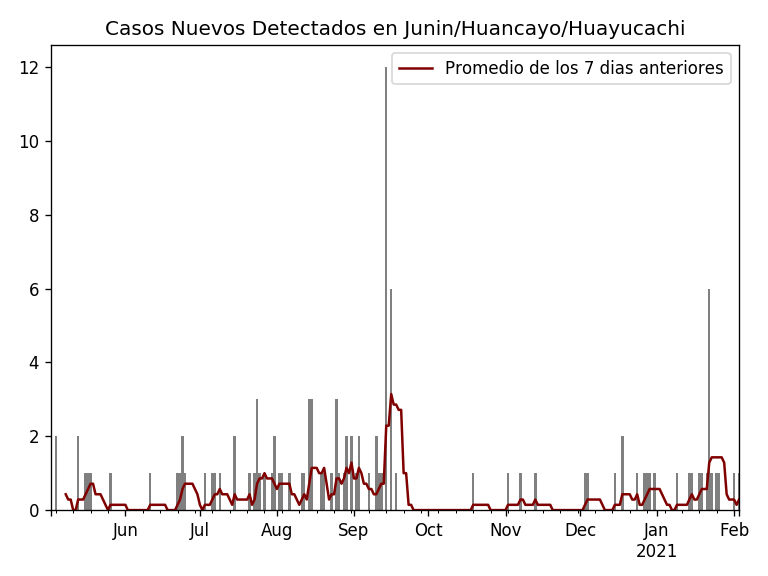 Casos Nuevos Detectados en Junin/Huancayo/Huayucachi
Promedio de los 7 dias anteriores
12
10
8
6
4
2
0
Jun Jul Aug Sep Oct Nov Dec Jan Feb
2021